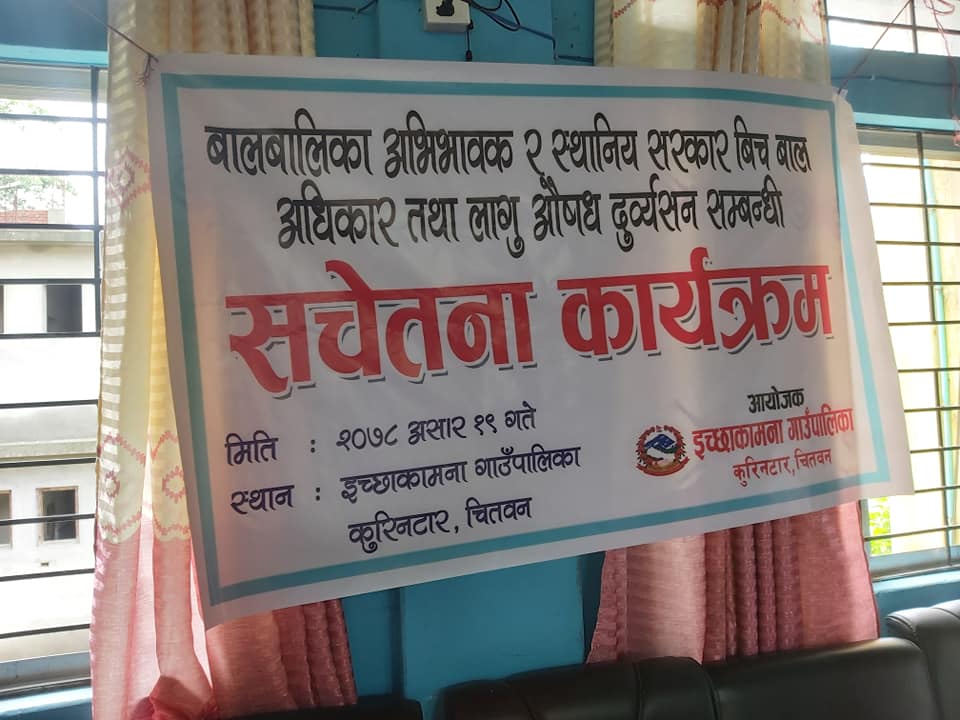 बालबालिका अभिभावक र स्थानिय सरकार बिच बाल
अधिकार तथा लागु औषध दुर्व्यसन सम्बन्धी
सचेतना कार्यक्रम
मिति : २०७८ असार १९ गते
स्थान : इच्छाकामना गाउँपालिका
कुरिनटार, चितवन
आयोजक
इच्छाकामना गाउँपालिका
कुरिनटार, चितवन